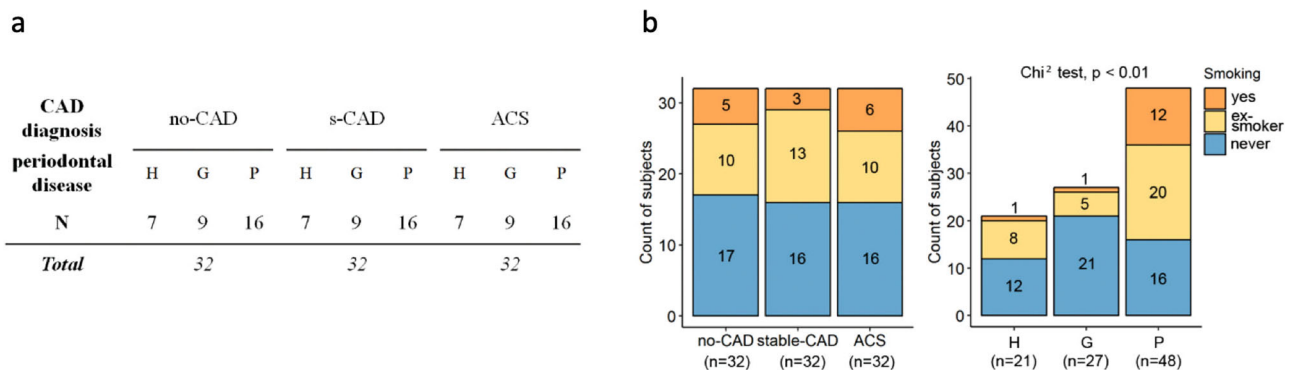 a
CAD diagnosis no-CAD s-CAD ACS
periodontal disease H G P H G P H G P
N 7 9 16 7 9 16 7 9 16
Total 32 32 32
b
Count of subjects
30
20
10
0
5 3 6
10 13 10
17 16 16
no-CAD stable-CAD ACS
(n=32) (n=32) (n=32)
Chi² test, p < 0.01
Count of subjects
50
40
30
20
10
0
1 1 12
8 5 20
12 21 16
H G P
(n=21) (n=27) (n=48)
Smoking
yes
ex-
smoker
never